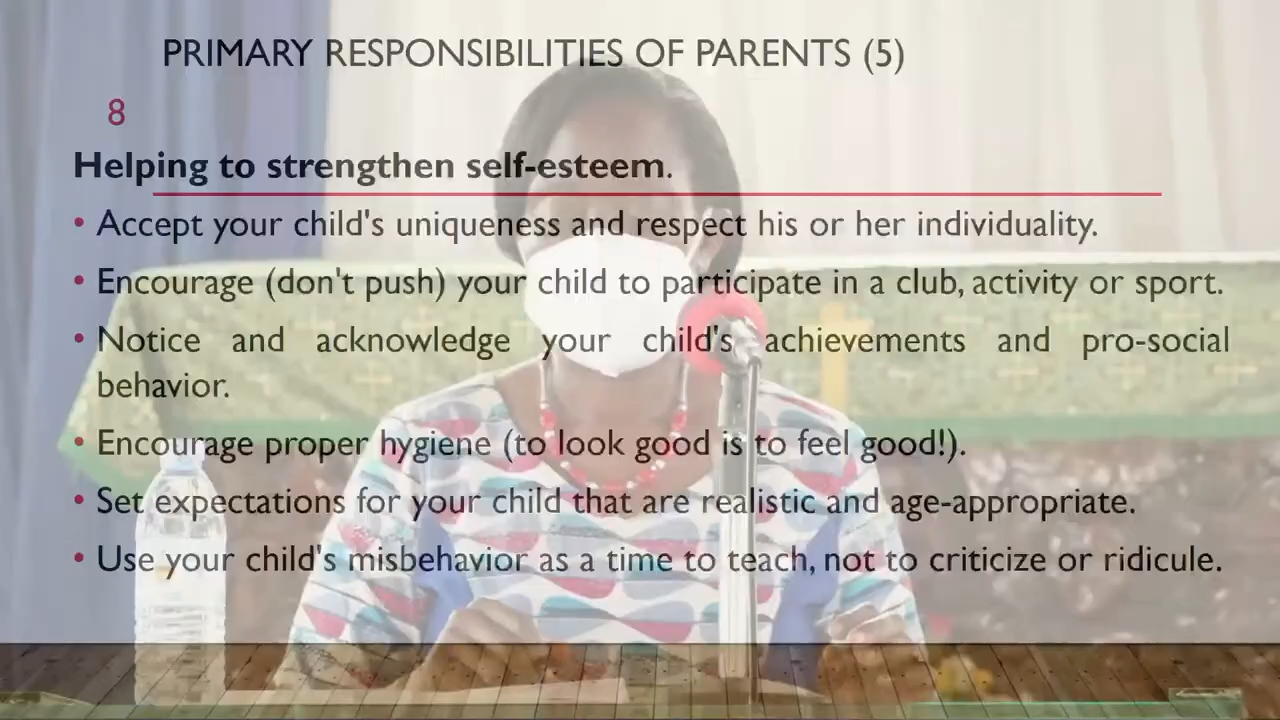 PRIMARY RESPONSIBILITIES OF PARENTS (5)
8
Helping to strengthen self-esteem.
• Accept your child's uniqueness and respect his or her individuality.
• Encourage (don't push) your child to participate in a club, activity or sport.
• Notice and acknowledge your child's achievements and pro-social
behavior.
• Encourage proper hygiene (to look good is to feel good!).
• Set expectations for your child that are realistic and age-appropriate.
• Use your child's misbehavior as a time to teach, not to criticize or ridicule.